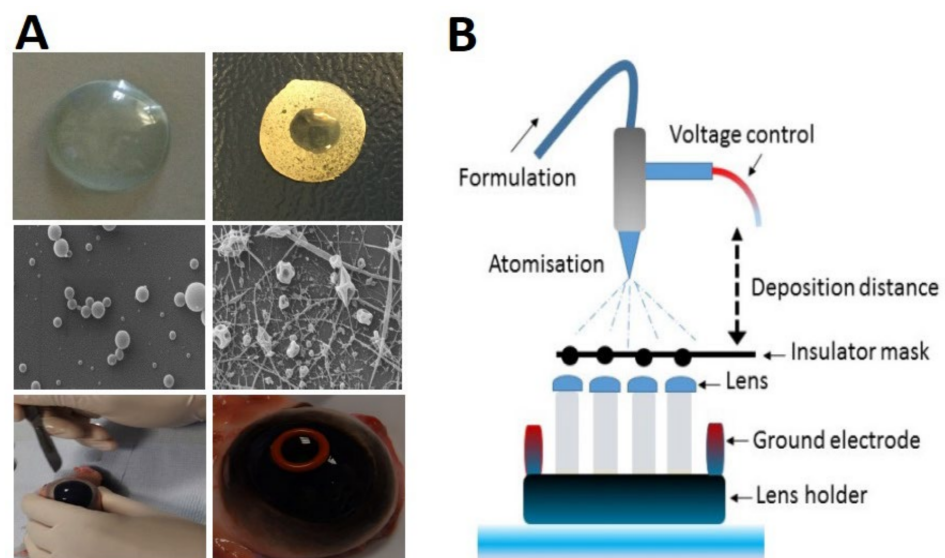 A
B
Voltage control
Formulation
Atomisation
Deposition distance
Insulator mask
Lens
Ground electrode
Lens holder